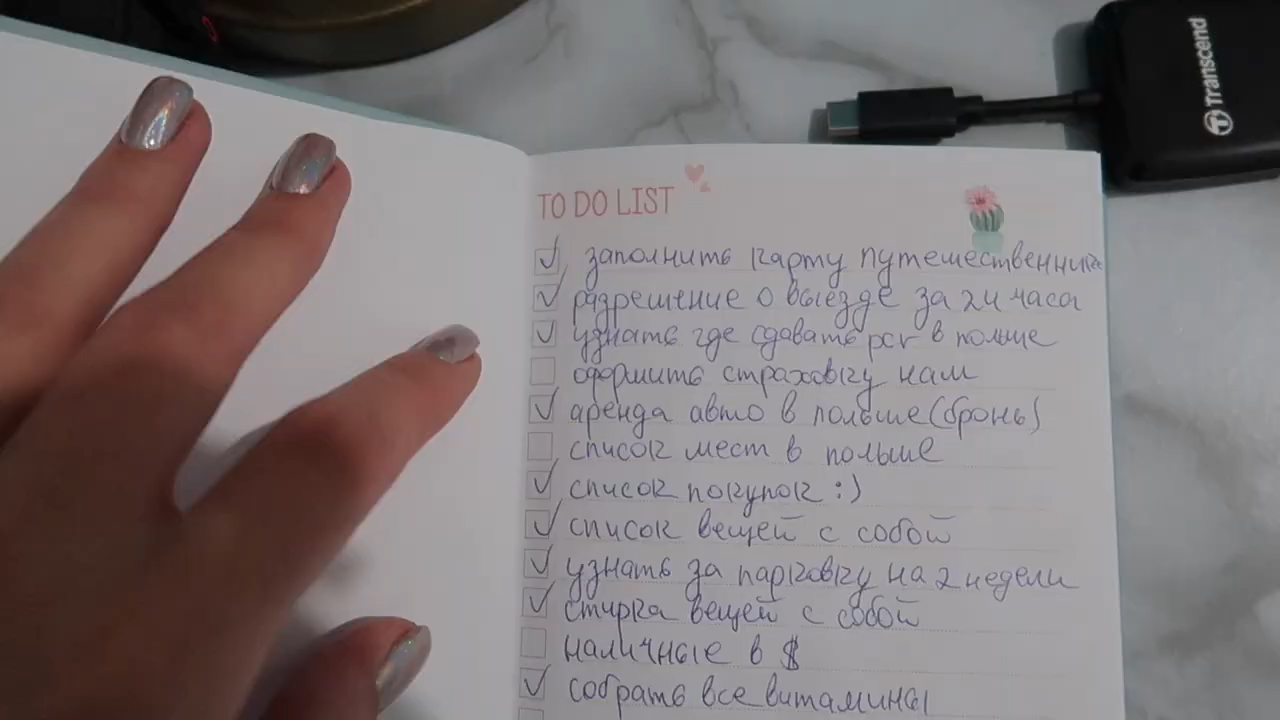 Transcend
TO DO LIST
заполнить карту путешественника
разрешение о выезде за 24 часа
узнать где сдавать pcr в польше
оформить страховку нам
аренда авто в польше (бронь)
список мест в польше
список покупок :)
список вещей с собой
узнать за парковку на 2 недели
стирка вещей с собой
наличные в $
собрать все витамины